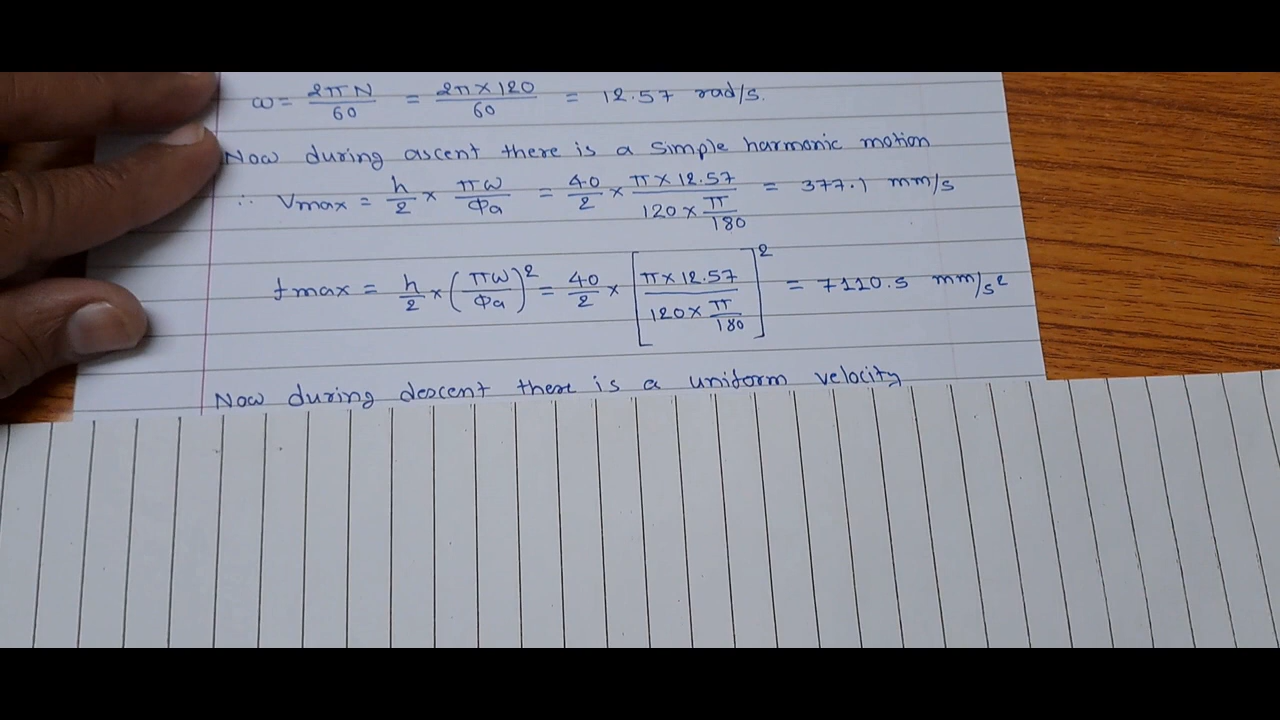 ω = 2πN/60 = 2π×120/60 = 12.57 rad/s.
Now during ascent there is a simple harmonic motion
∴ Vmax = h/2 × πω/Φa = 40/2 × π×12.57/(120×π/180) = 377.1 mm/s
fmax = h/2 × (πω/Φa)² = 40/2 × [π×12.57/(120×π/180)]² = 7110.5 mm/s²
Now during descent there is a uniform velocity